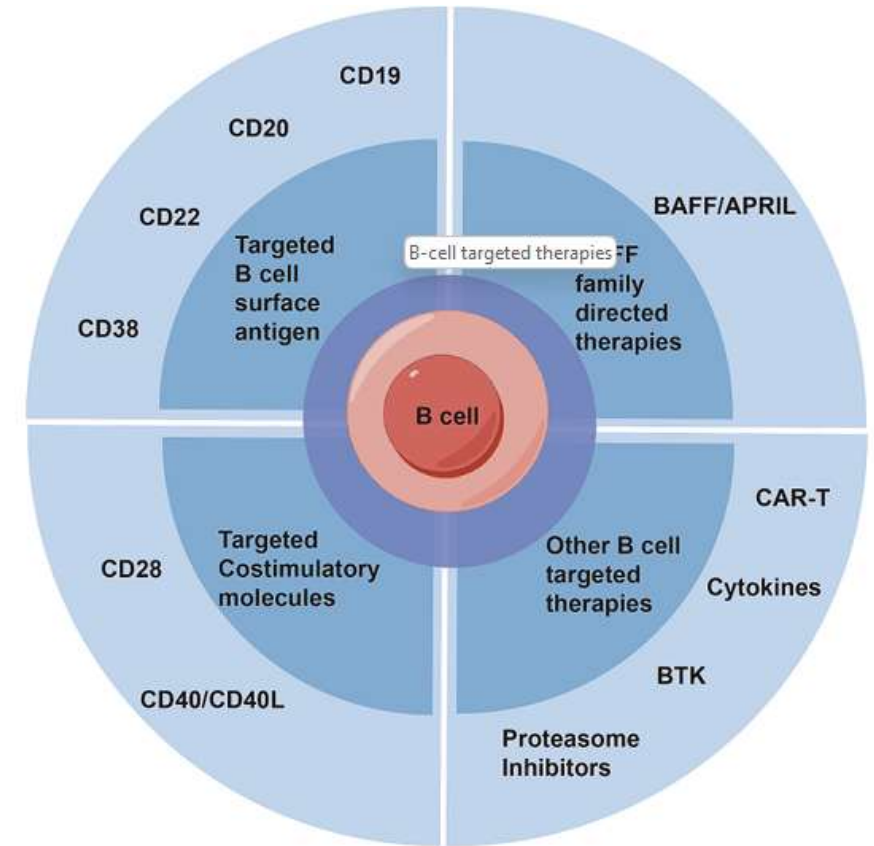 CD19
CD20
CD22
CD38
Targeted
B cell
surface
antigen
BAFF/APRIL
B-cell targeted therapies
FF
family
directed
therapies
B cell
CD28
CD40/CD40L
Targeted
Costimulatory
molecules
Other B cell
targeted
therapies
CAR-T
Cytokines
BTK
Proteasome
Inhibitors